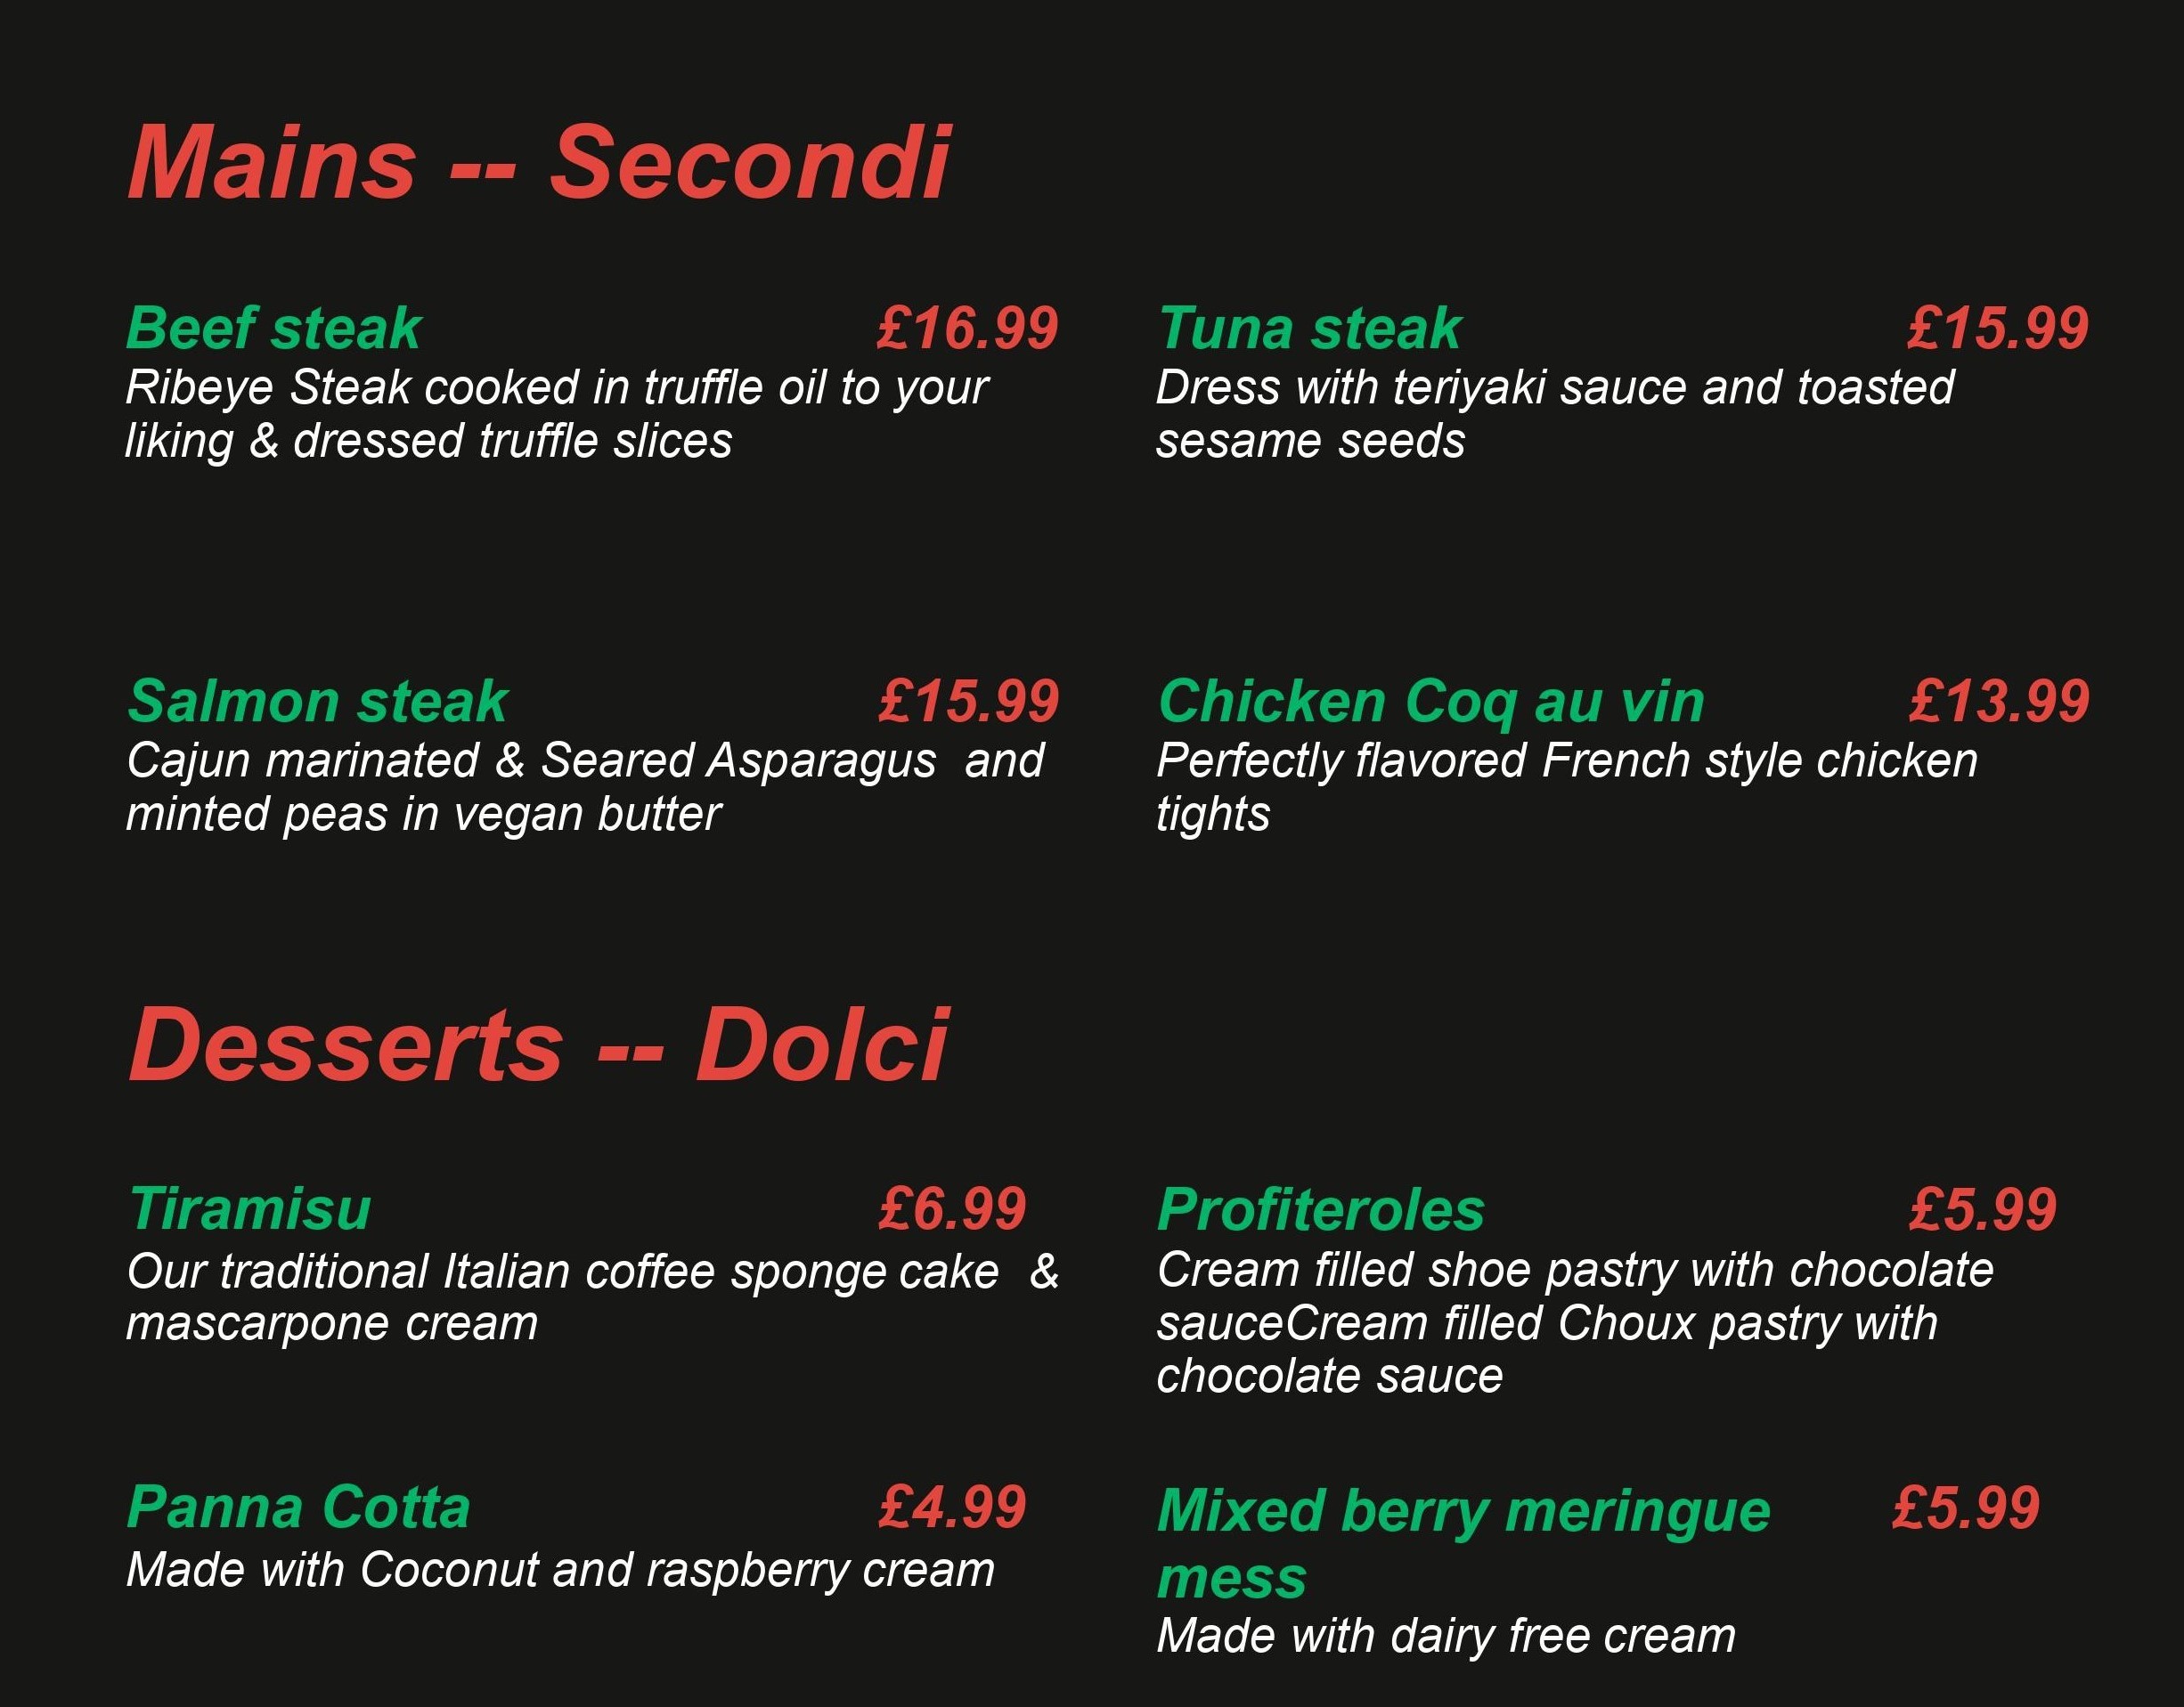 Mains -- Secondi
Beef steak £16.99
Ribeye Steak cooked in truffle oil to your
liking & dressed truffle slices
Tuna steak £15.99
Dress with teriyaki sauce and toasted
sesame seeds
Salmon steak £15.99
Cajun marinated & Seared Asparagus  and
minted peas in vegan butter
Chicken Coq au vin £13.99
Perfectly flavored French style chicken
tights
Desserts -- Dolci
Tiramisu £6.99
Our traditional Italian coffee sponge cake  &
mascarpone cream
Profiteroles £5.99
Cream filled shoe pastry with chocolate
sauceCream filled Choux pastry with
chocolate sauce
Panna Cotta £4.99
Made with Coconut and raspberry cream
Mixed berry meringue £5.99
mess
Made with dairy free cream